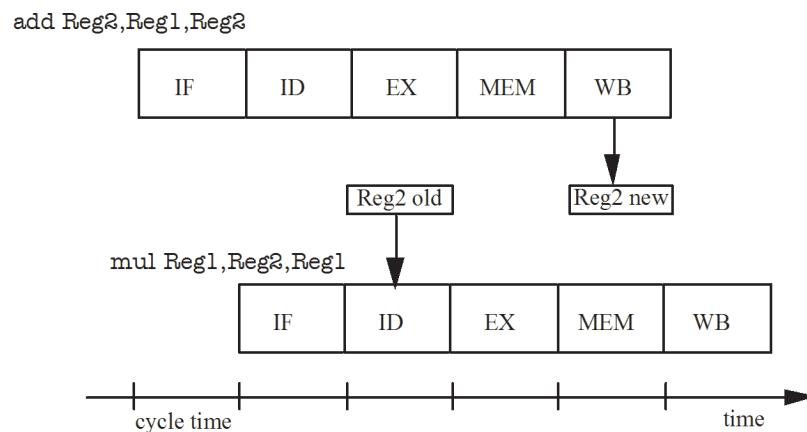 add Reg2,Reg1,Reg2
IF ID EX MEM WB
Reg2 old Reg2 new
mul Reg1,Reg2,Reg1
IF ID EX MEM WB
cycle time time